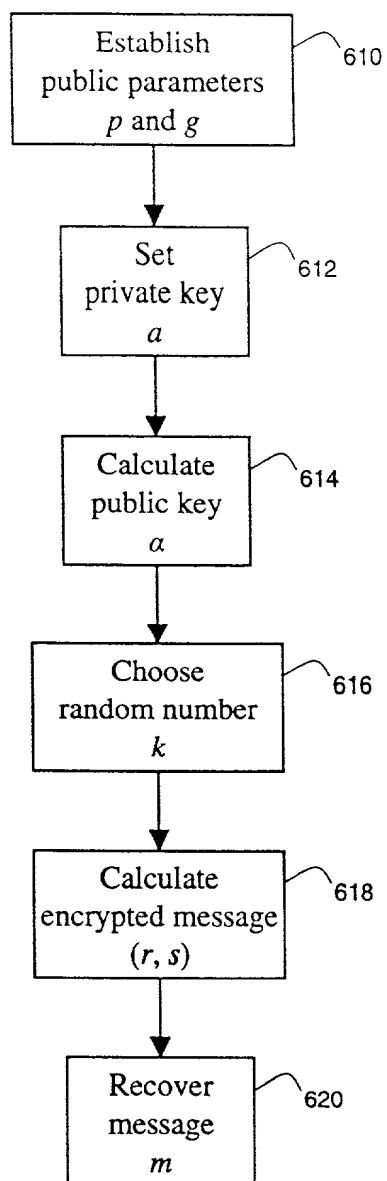 Establish
public parameters
p and g
610
Set
private key
a
612
Calculate
public key
α
614
Choose
random number
k
616
Calculate
encrypted message
(r, s)
618
Recover
message
m
620